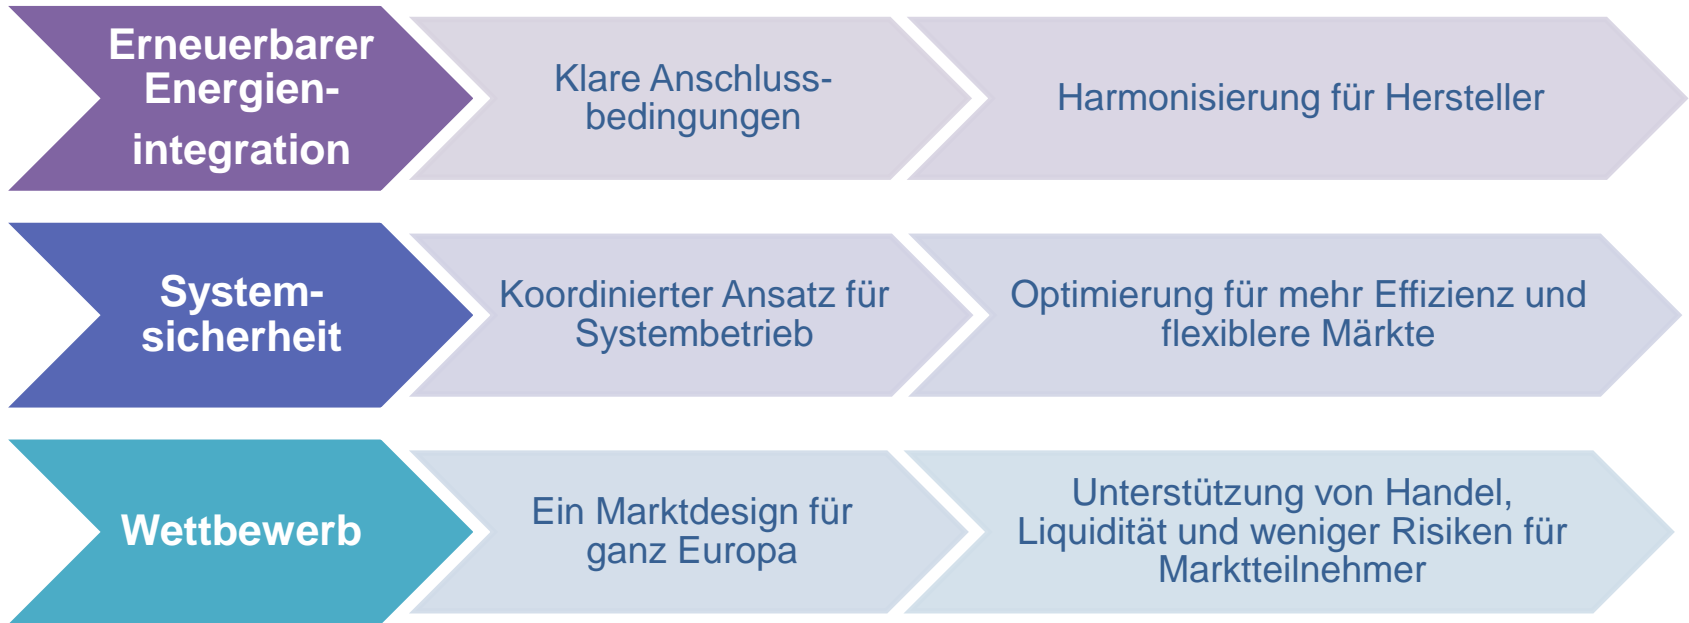 Erneuerbarer
Energien-
integration
Klare Anschluss-
bedingungen
Harmonisierung für Hersteller
System-
sicherheit
Koordinierter Ansatz für
Systembetrieb
Optimierung für mehr Effizienz und
flexiblere Märkte
Wettbewerb
Ein Marktdesign für
ganz Europa
Unterstützung von Handel,
Liquidität und weniger Risiken für
Marktteilnehmer